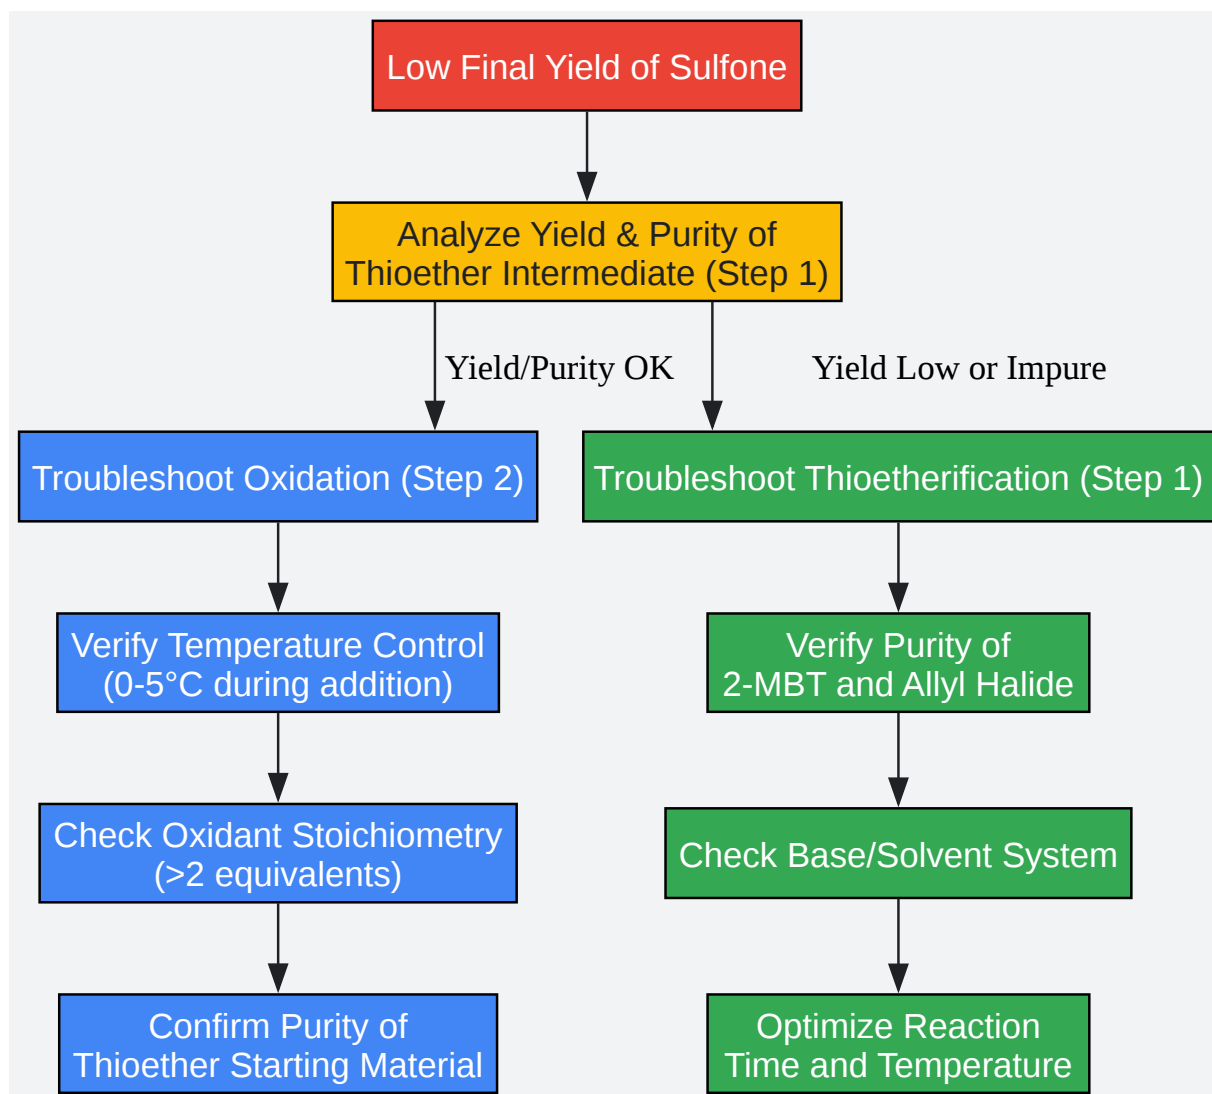 Low Final Yield of Sulfone
Analyze Yield & Purity of
Thioether Intermediate (Step 1)
Yield/Purity OK
Yield Low or Impure
Troubleshoot Oxidation (Step 2)
Troubleshoot Thioetherification (Step 1)
Verify Temperature Control
(0-5°C during addition)
Verify Purity of
2-MBT and Allyl Halide
Check Oxidant Stoichiometry
(>2 equivalents)
Check Base/Solvent System
Confirm Purity of
Thioether Starting Material
Optimize Reaction
Time and Temperature